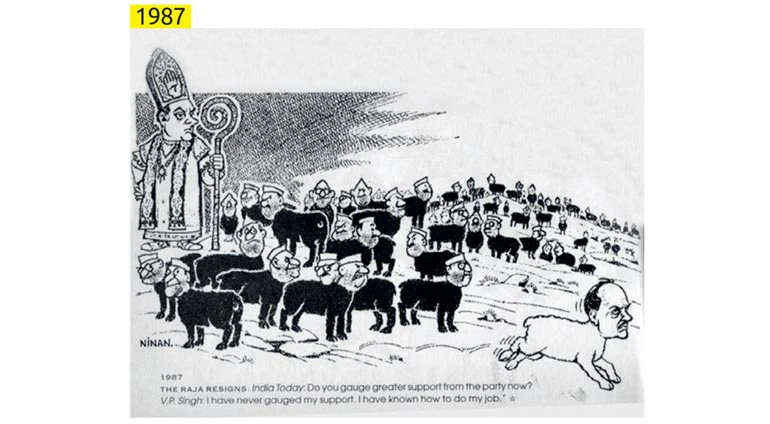 1987
NINAN.
1987
THE RAJA RESIGNS: India Today: Do you gauge greater support from the party now?
V.P. Singh: I have never gauged my support. I have known how to do my job." ☆